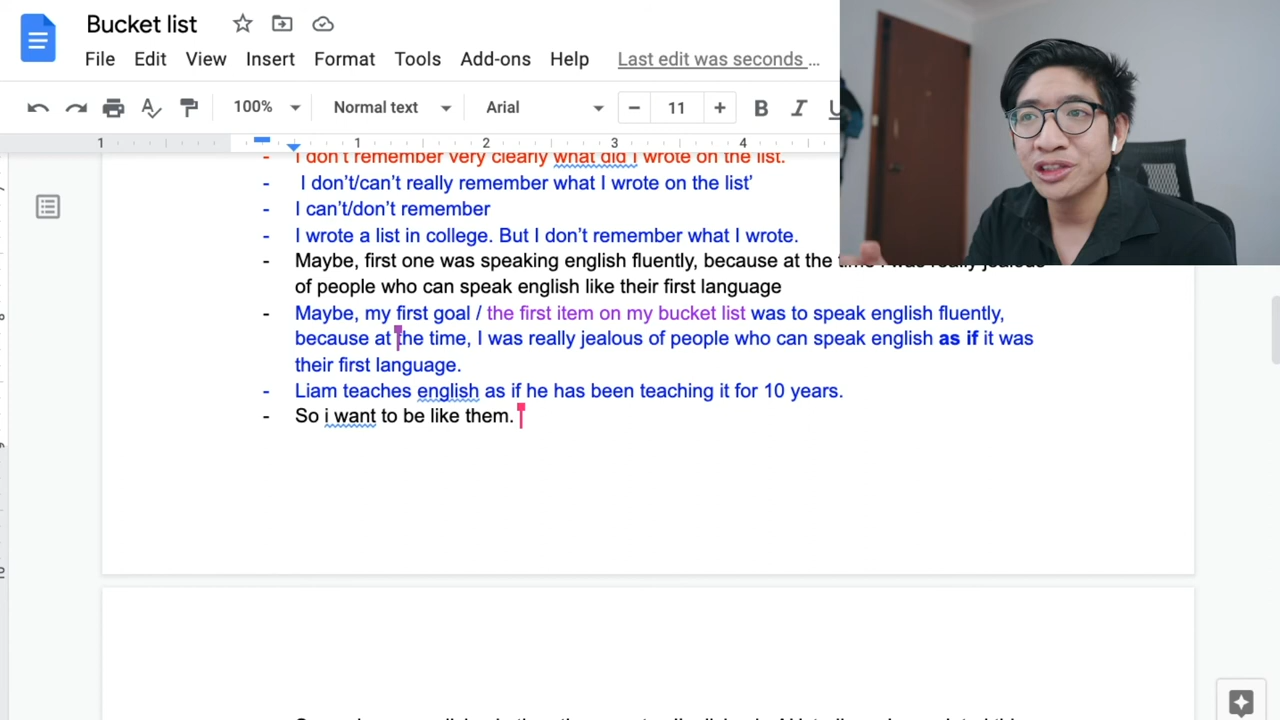 Bucket list
File Edit View Insert Format Tools Add-ons Help Last edit was seconds …
100% Normal text Arial − 11 + B I U
1 1 2 3 4
- I don't remember very clearly what did I wrote on the list.
- I don't/can't really remember what I wrote on the list'
- I can't/don't remember
- I wrote a list in college. But I don't remember what I wrote.
- Maybe, first one was speaking english fluently, because at the time I was really jealous
of people who can speak english like their first language
- Maybe, my first goal / the first item on my bucket list was to speak english fluently,
because at the time, I was really jealous of people who can speak english as if it was
their first language.
- Liam teaches english as if he has been teaching it for 10 years.
- So i want to be like them.